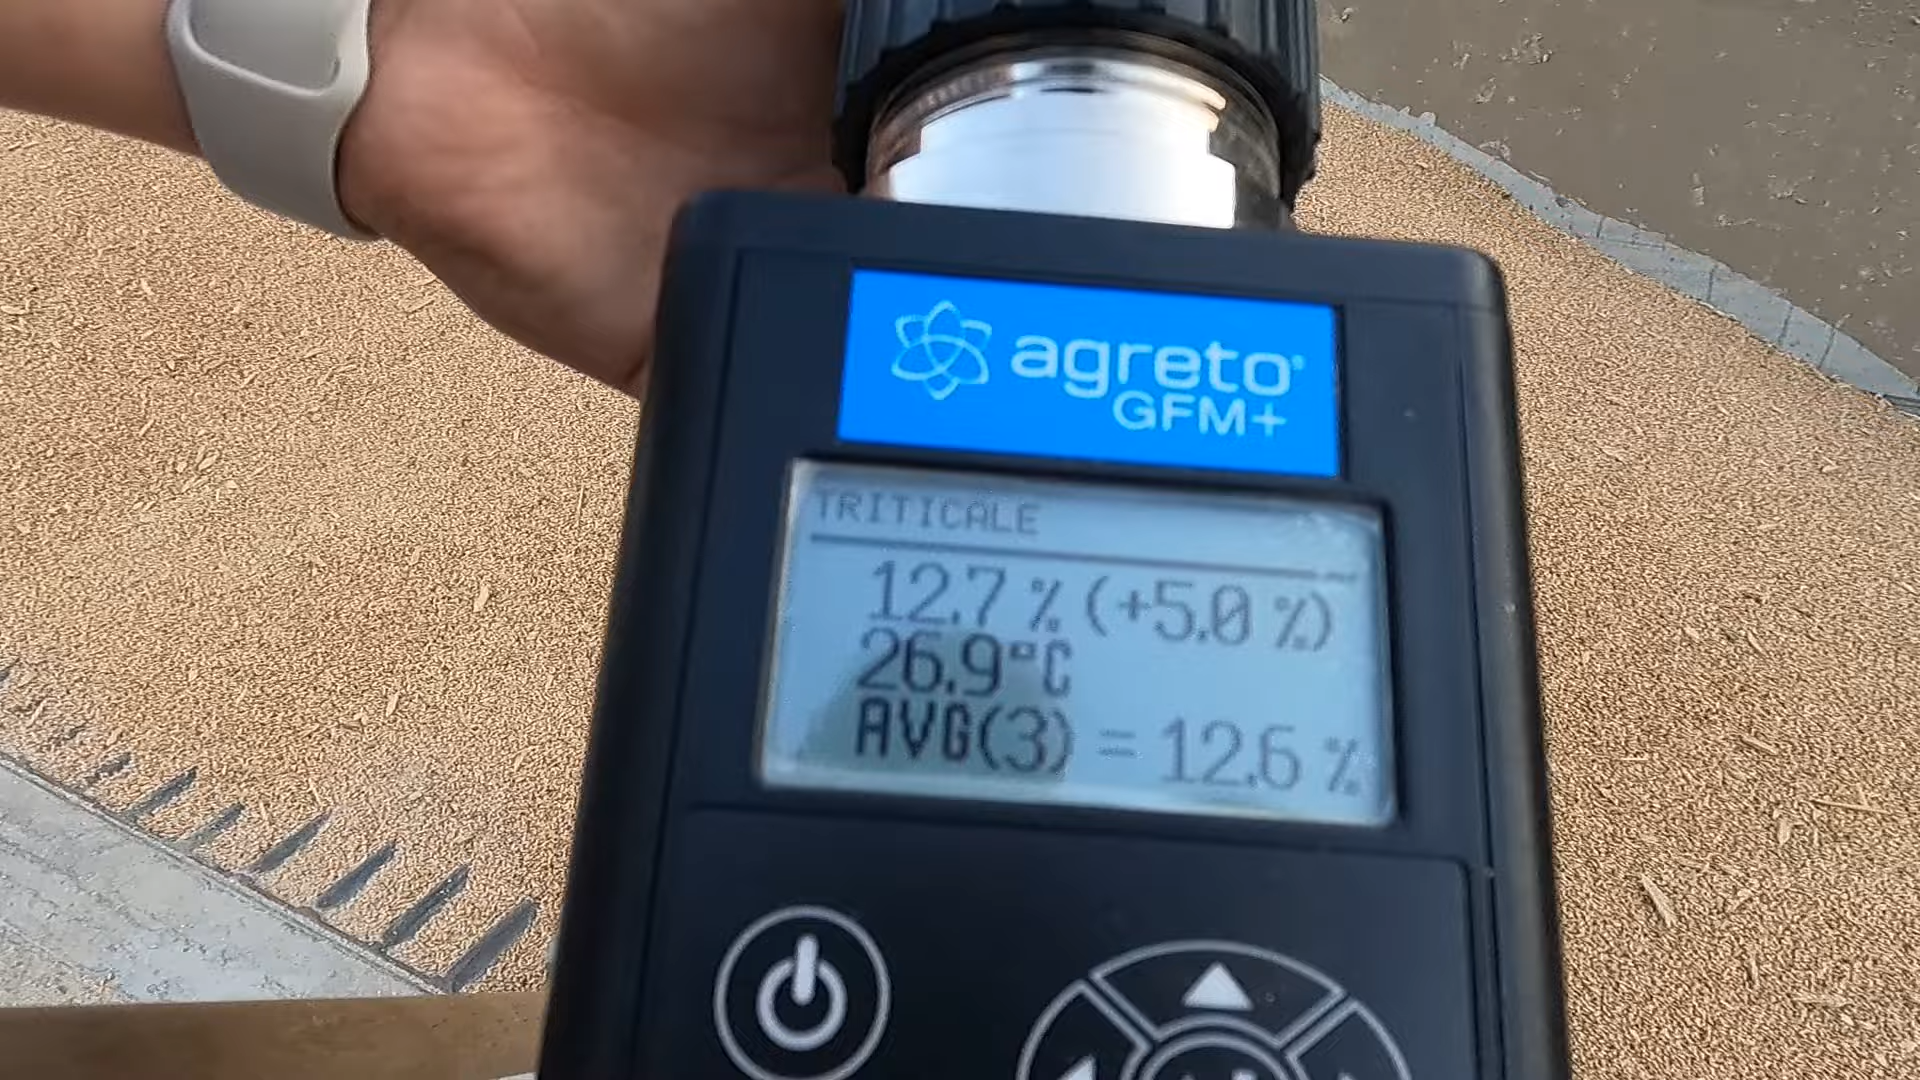 agreto®
GFM+
TRITICALE
12.7 % (+5.0 %)
26.9°C
AVG(3) = 12.6 %